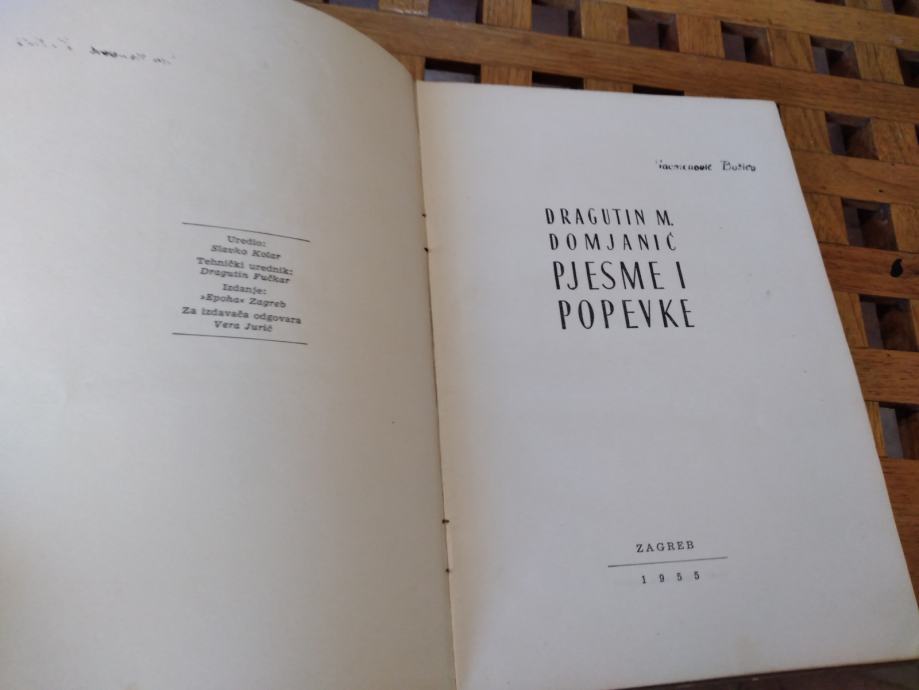 Uredio:
Slavko Kolar
Tehnički urednik:
Dragutin Fučkar
Izdanje:
»Epoha« Zagreb
Za izdavača odgovara
Vera Jurić
DRAGUTIN M.
DOMJANIĆ
PJESME I
POPEVKE
ZAGREB
1955